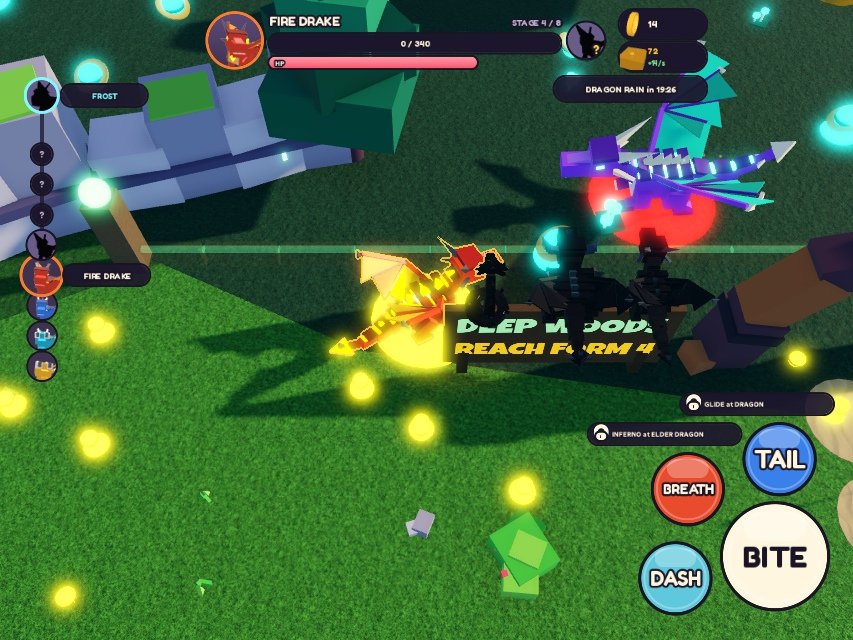 FIRE DRAKE
STAGE 4 / 8
0 / 340
HP
14
72
+11/s
DRAGON RAIN in 19:26
FROST
?
?
?
?
FIRE DRAKE
DEEP WOODS
REACH FORM 4
GLIDE at DRAGON
INFERNO at ELDER DRAGON
TAIL
BREATH
BITE
DASH